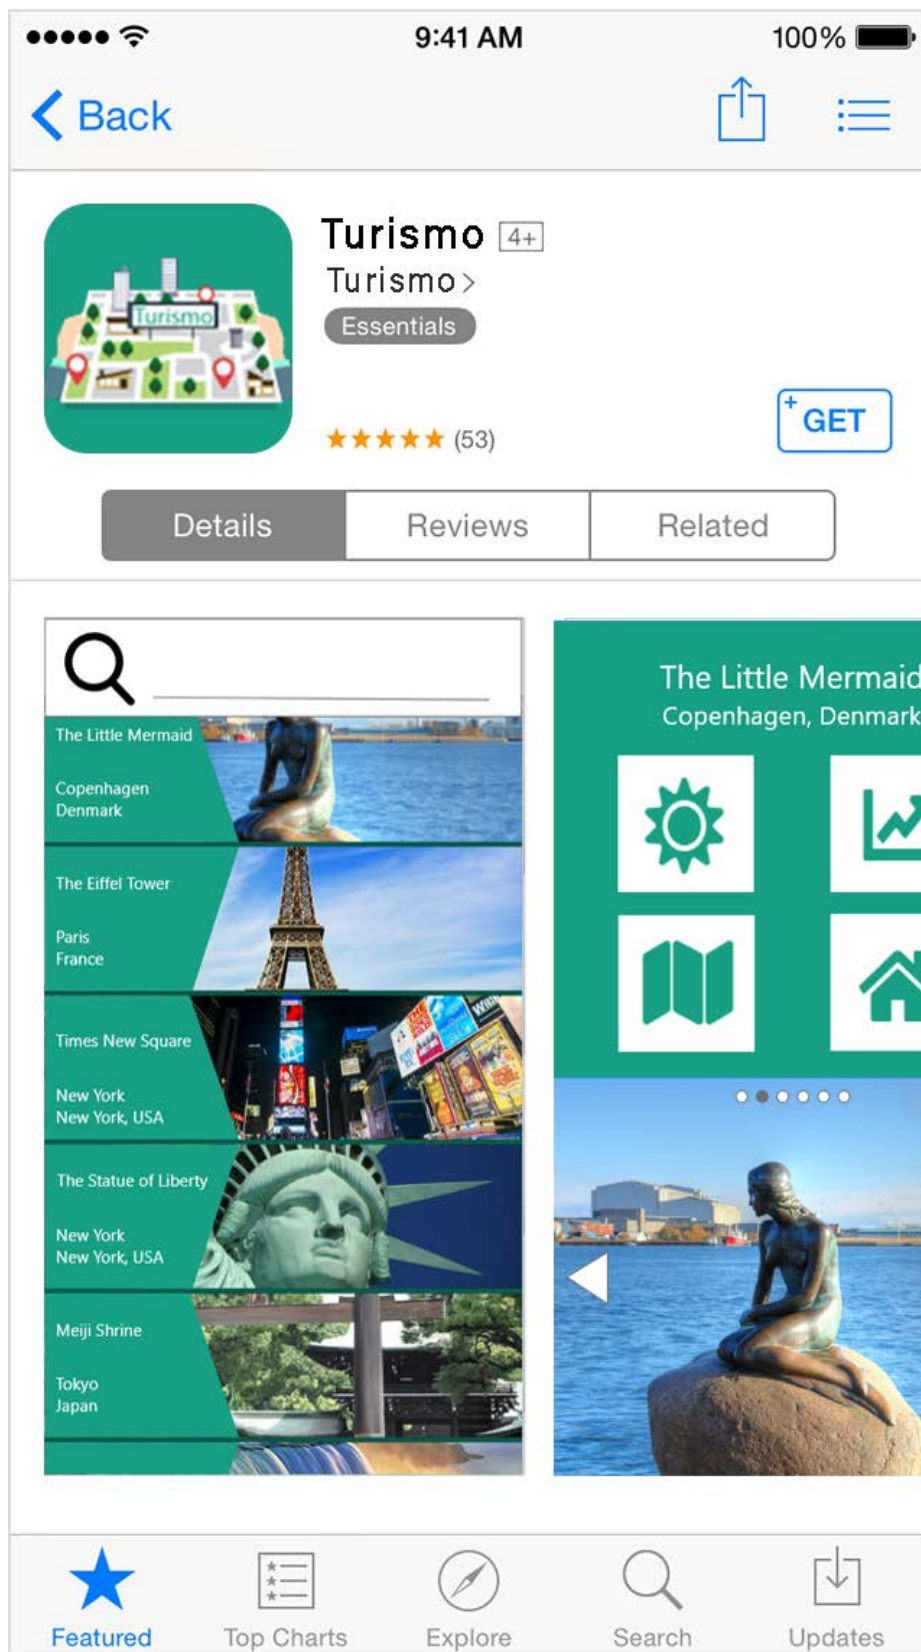 9:41 AM
100%
Back
Turismo 4+
Turismo >
Essentials
Turismo
★★★★★ (53)
+ GET
Details
Reviews
Related
The Little Mermaid
Copenhagen
Denmark
The Eiffel Tower
Paris
France
Times New Square
New York
New York, USA
The Statue of Liberty
New York
New York, USA
Meiji Shrine
Tokyo
Japan
The Little Mermaid
Copenhagen, Denmark
Featured
Top Charts
Explore
Search
Updates